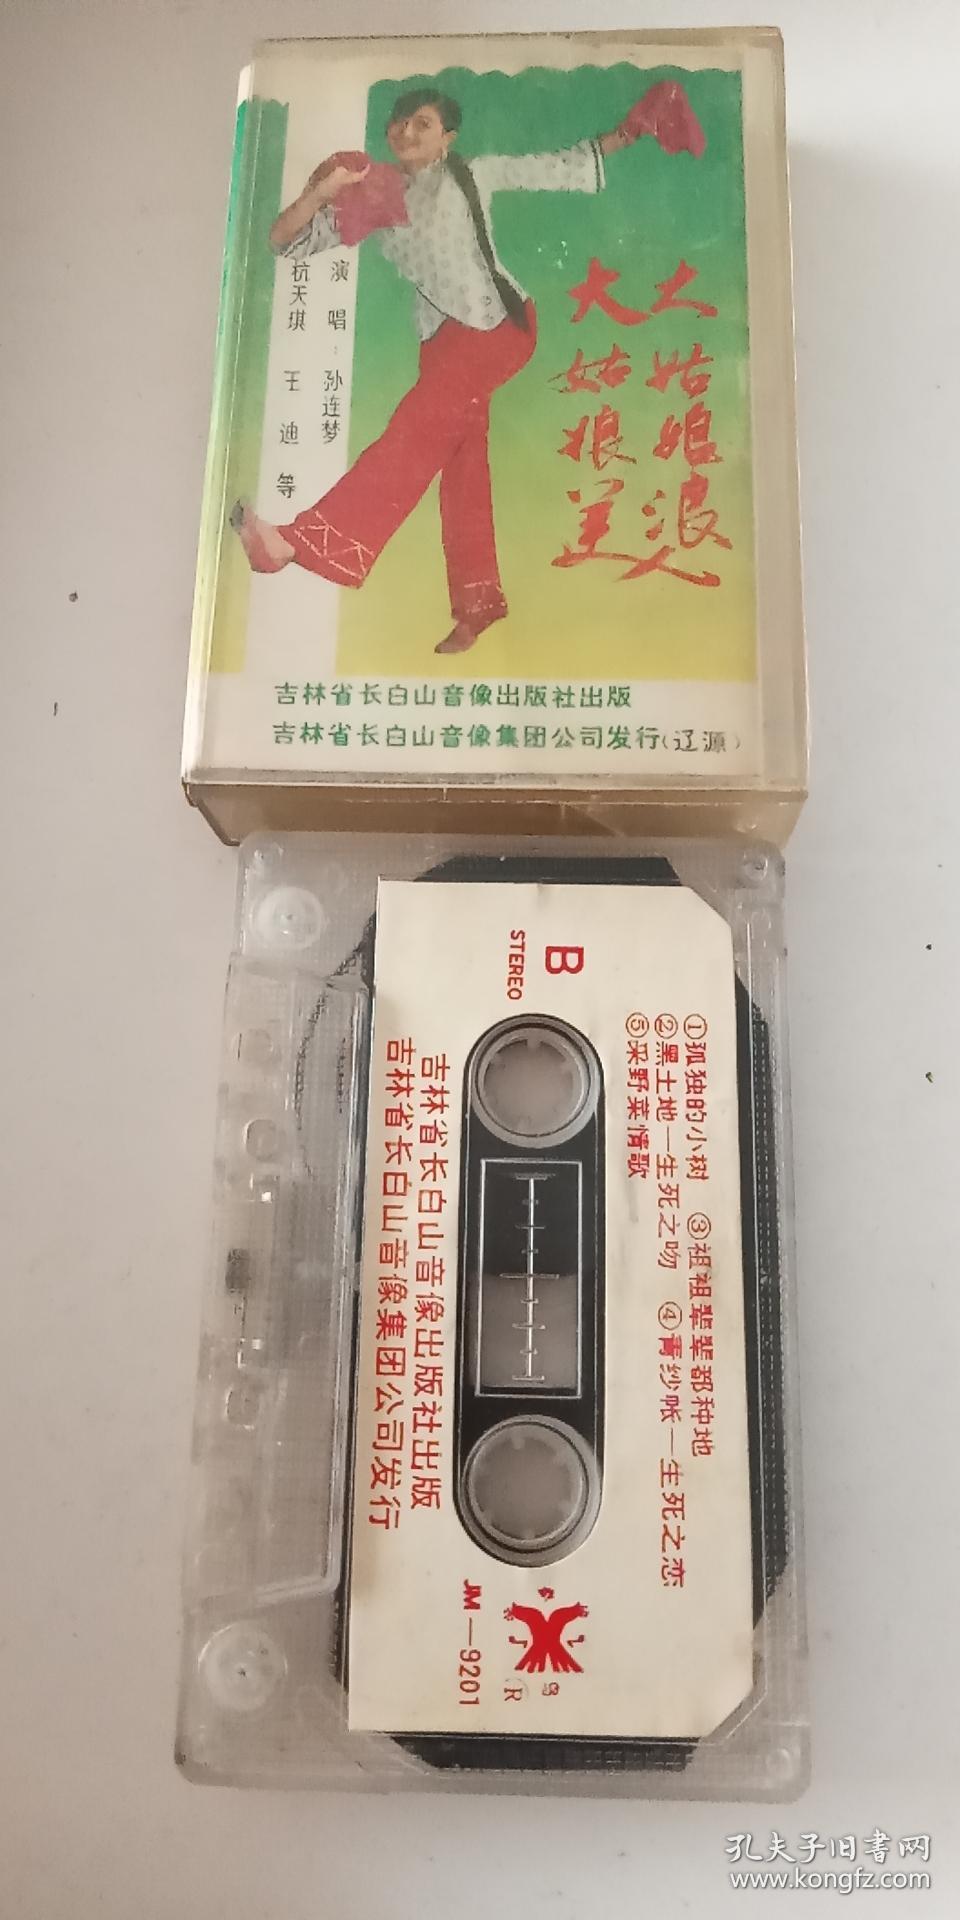 大姑娘美
大姑娘浪
演唱：孙连梦
杭天琪 王迪等
吉林省长白山音像出版社出版
吉林省长白山音像集团公司发行(辽源)
B
STEREO
①孤独的小树 ③祖祖辈辈都种地
②黑土地一生死之吻 ④青纱帐一生死之恋
⑤采野菜情歌
吉林省长白山音像出版社出版
吉林省长白山音像集团公司发行
JM—9201
R
孔夫子旧书网
www.kongfz.com